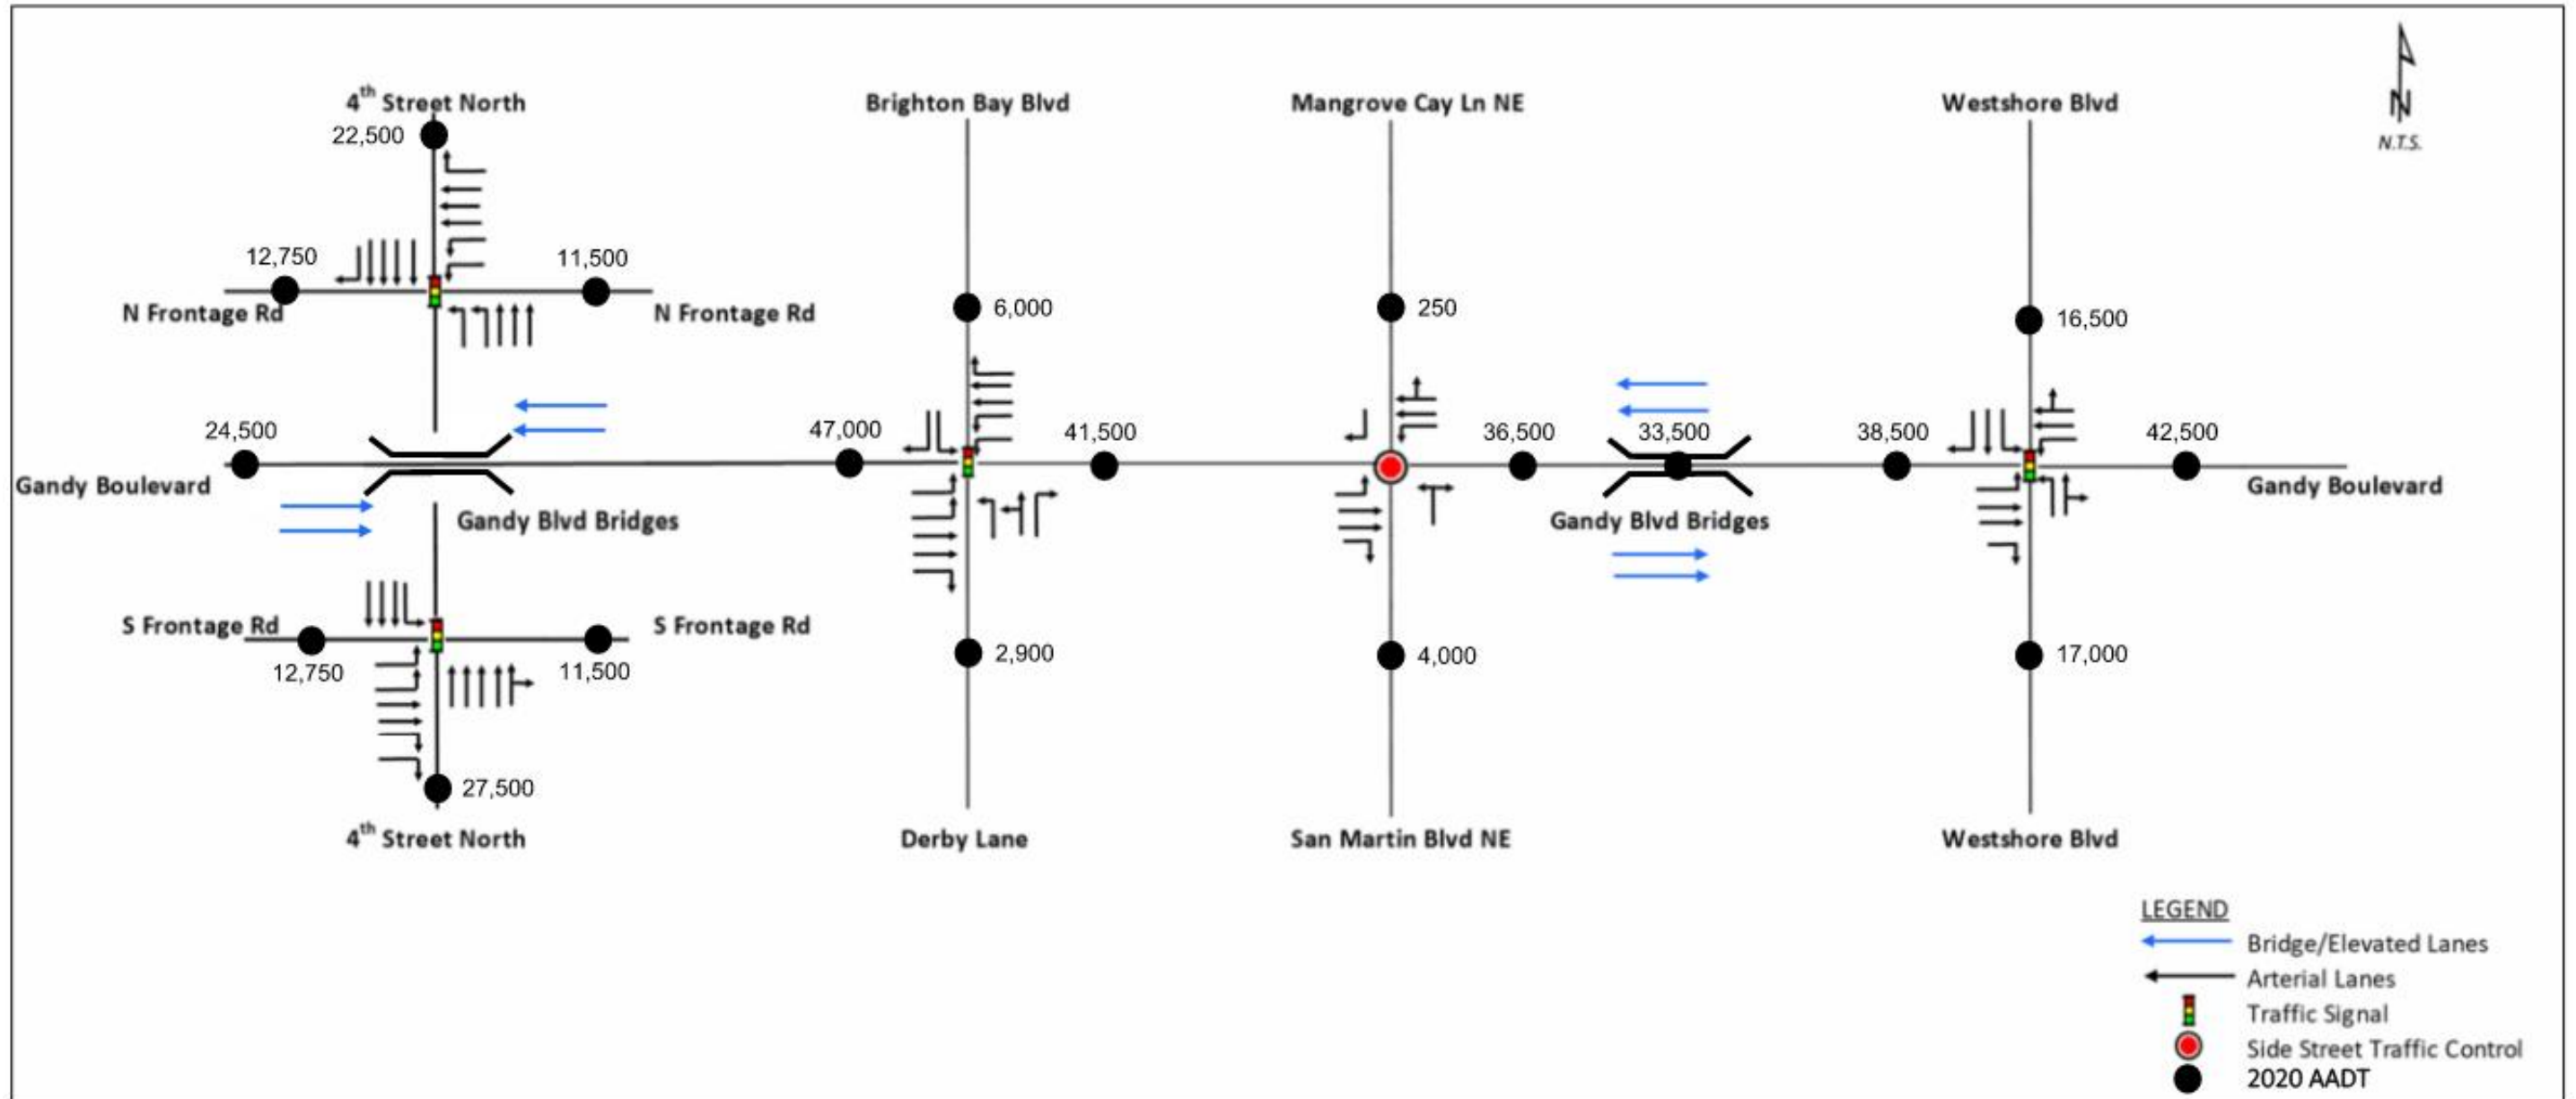 4th Street North
Brighton Bay Blvd
Mangrove Cay Ln NE
Westshore Blvd
N
N.T.S.
22,500
12,750
11,500
N Frontage Rd
N Frontage Rd
6,000
250
16,500
24,500
47,000
41,500
36,500
33,500
38,500
42,500
Gandy Boulevard
Gandy Blvd Bridges
Gandy Blvd Bridges
Gandy Boulevard
S Frontage Rd
S Frontage Rd
12,750
11,500
2,900
4,000
17,000
27,500
4th Street North
Derby Lane
San Martin Blvd NE
Westshore Blvd
LEGEND
Bridge/Elevated Lanes
Arterial Lanes
Traffic Signal
Side Street Traffic Control
2020 AADT